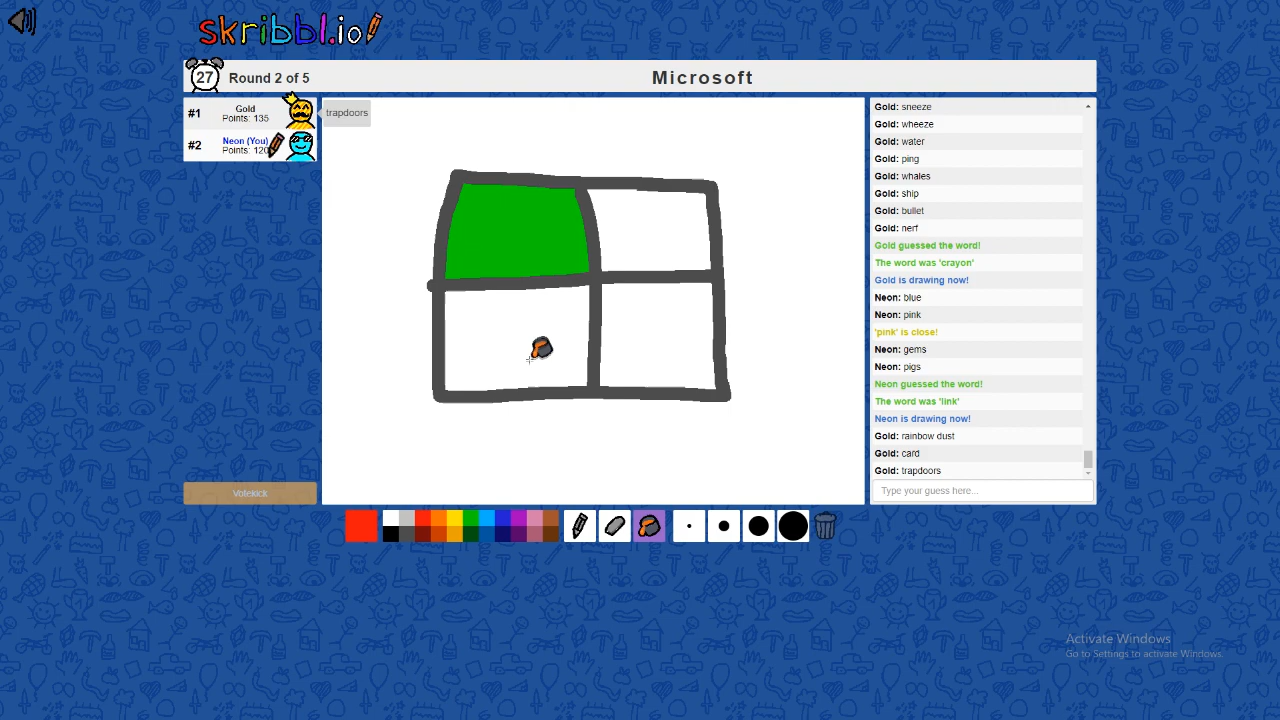 skribbl.io
27
Round 2 of 5
Microsoft
#1
Gold
Points: 135
trapdoors
#2
Neon (You)
Points: 120
Votekick
Gold: sneeze
Gold: wheeze
Gold: water
Gold: ping
Gold: whales
Gold: ship
Gold: bullet
Gold: nerf
Gold guessed the word!
The word was 'crayon'
Gold is drawing now!
Neon: blue
Neon: pink
'pink' is close!
Neon: gems
Neon: pigs
Neon guessed the word!
The word was 'link'
Neon is drawing now!
Gold: rainbow dust
Gold: card
Gold: trapdoors
Type your guess here...
Activate Windows
Go to Settings to activate Windows.